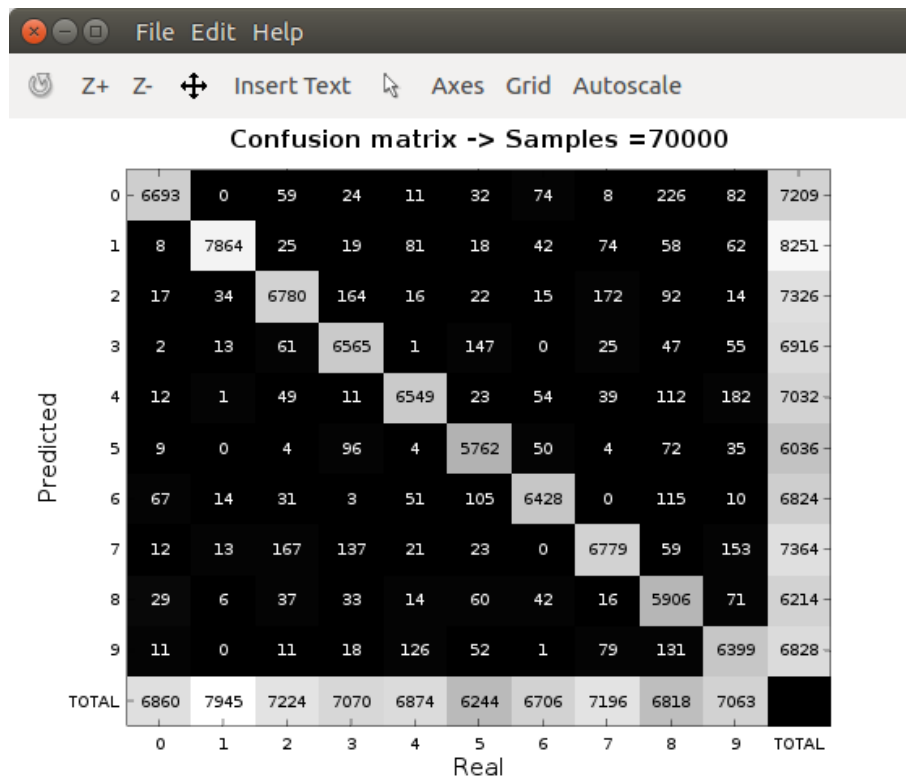 File Edit Help
Z+ Z- Insert Text Axes Grid Autoscale
Confusion matrix -> Samples =70000
0 6693 0 59 24 11 32 74 8 226 82 7209
1 8 7864 25 19 81 18 42 74 58 62 8251
2 17 34 6780 164 16 22 15 172 92 14 7326
3 2 13 61 6565 1 147 0 25 47 55 6916
4 12 1 49 11 6549 23 54 39 112 182 7032
Predicted
5 9 0 4 96 4 5762 50 4 72 35 6036
6 67 14 31 3 51 105 6428 0 115 10 6824
7 12 13 167 137 21 23 0 6779 59 153 7364
8 29 6 37 33 14 60 42 16 5906 71 6214
9 11 0 11 18 126 52 1 79 131 6399 6828
TOTAL 6860 7945 7224 7070 6874 6244 6706 7196 6818 7063
0 1 2 3 4 5 6 7 8 9 TOTAL
Real